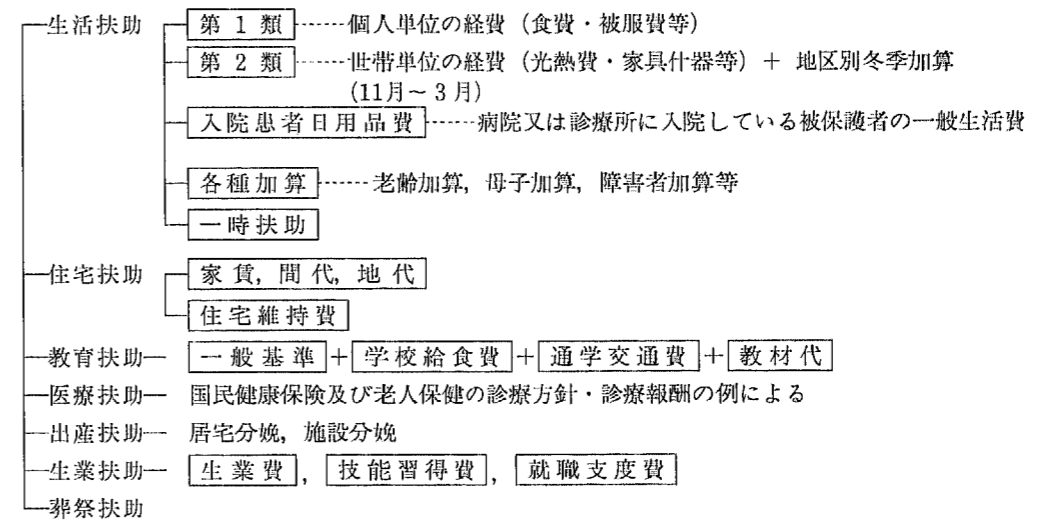 生活扶助 第1類……個人単位の経費（食費・被服費等）
第2類……世帯単位の経費（光熱費・家具什器等）＋ 地区別冬季加算
(11月～3月)
入院患者日用品費……病院又は診療所に入院している被保護者の一般生活費
各種加算……老齢加算，母子加算，障害者加算等
一時扶助
住宅扶助 家賃，間代，地代
住宅維持費
教育扶助 一般基準＋学校給食費＋通学交通費＋教材代
医療扶助 国民健康保険及び老人保健の診療方針・診療報酬の例による
出産扶助 居宅分娩，施設分娩
生業扶助 生業費，技能習得費，就職支度費
葬祭扶助